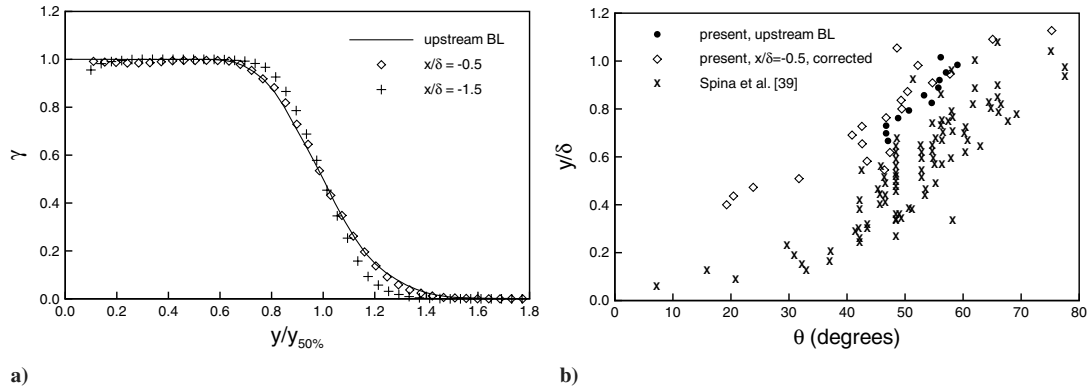 1.2
1.0
0.8
0.6
0.4
0.2
0.0
γ
0.0 0.2 0.4 0.6 0.8 1.0 1.2 1.4 1.6 1.8
y/y50%
upstream BL
x/δ = -0.5
x/δ = -1.5
a)
1.2
1.0
0.8
0.6
0.4
0.2
0.0
y/δ
0 10 20 30 40 50 60 70 80
θ (degrees)
present, upstream BL
present, x/δ=-0.5, corrected
Spina et al. [39]
b)